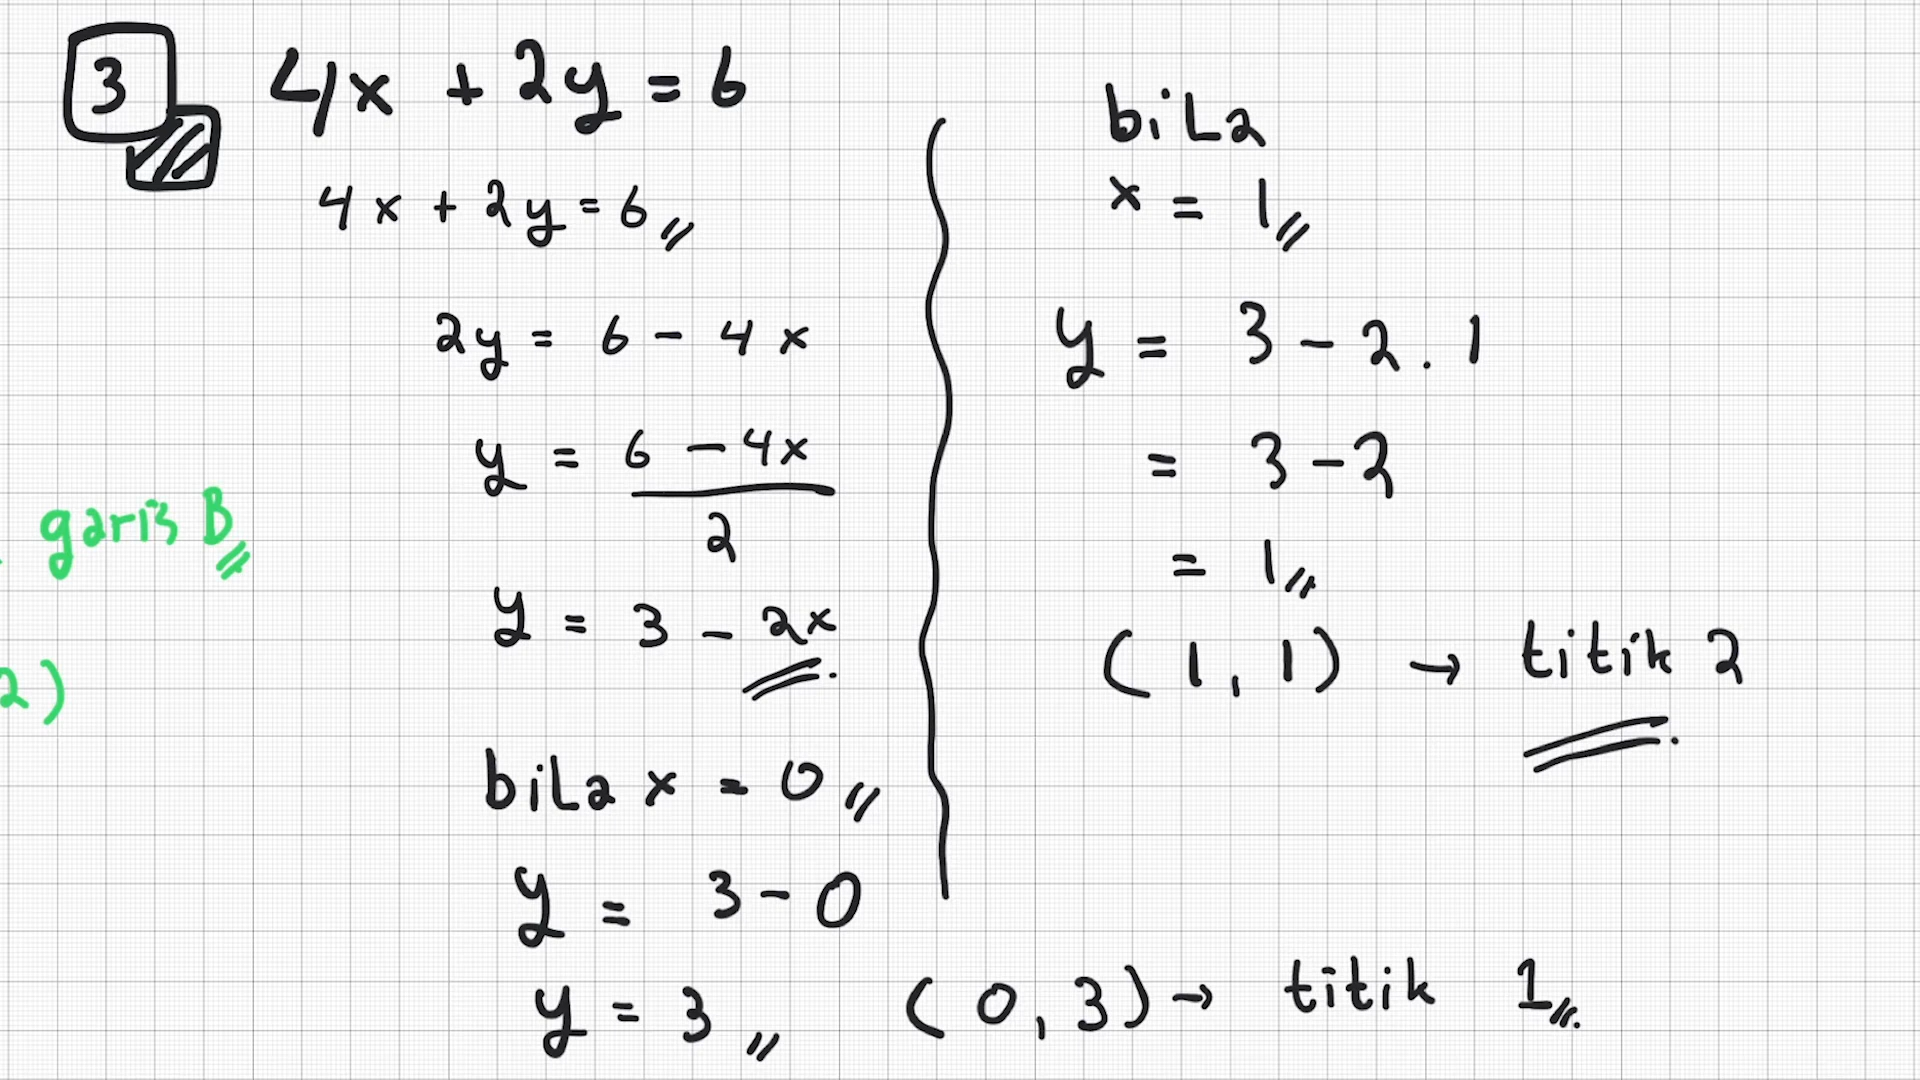 3
4x + 2y = 6
4x + 2y = 6
2y = 6 - 4x
y = 6 - 4x
2
y = 3 - 2x
bila x = 0
y = 3 - 0
y = 3
(0, 3) → titik 1
bila
x = 1
y = 3 - 2 . 1
= 3 - 2
= 1
(1, 1) → titik 2
garis B
2)